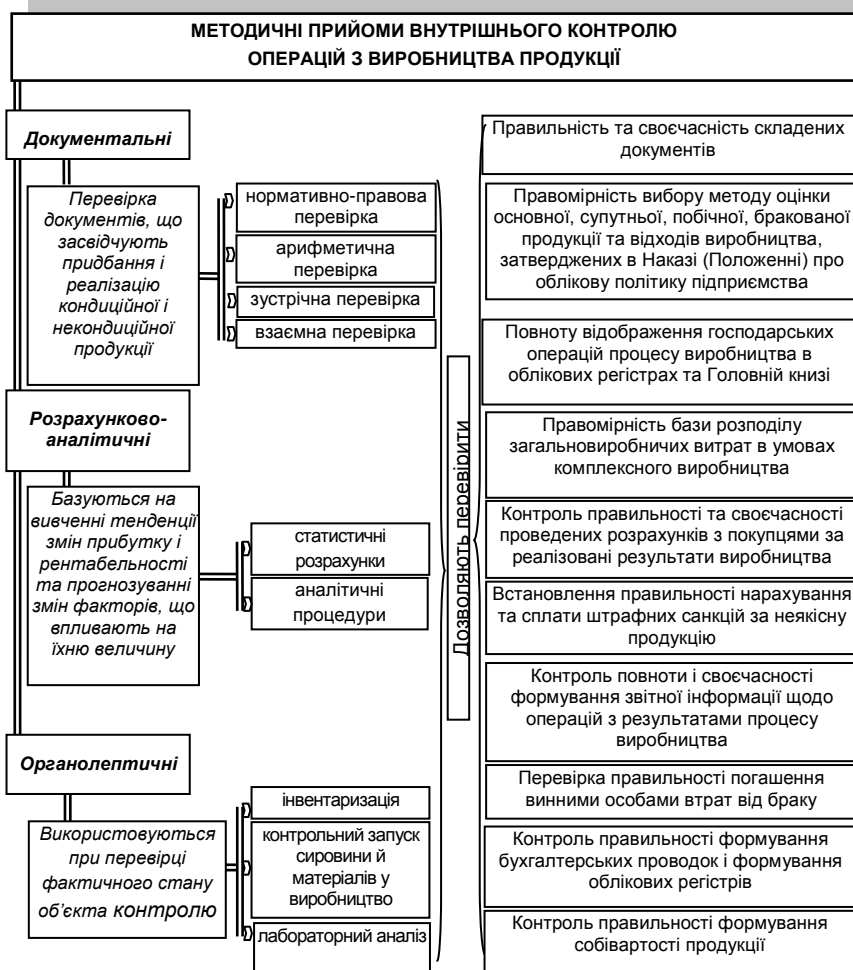 МЕТОДИЧНІ ПРИЙОМИ ВНУТРІШНЬОГО КОНТРОЛЮ
ОПЕРАЦІЙ З ВИРОБНИЦТВА ПРОДУКЦІЇ
Документальні
Перевірка
документів, що
засвідчують
придбання і
реалізацію
кондиційної і
некондиційної
продукції
нормативно-правова
перевірка
арифметична
перевірка
зустрічна перевірка
взаємна перевірка
Розрахунково-
аналітичні
Базуються на
вивченні тенденції
змін прибутку і
рентабельності
та прогнозуванні
змін факторів, що
впливають на
їхню величину
статистичні
розрахунки
аналітичні
процедури
Органолептичні
Використовуються
при перевірці
фактичного стану
об’єкта контролю
інвентаризація
контрольний запуск
сировини й
матеріалів у
виробництво
лабораторний аналіз
Дозволяють перевірити
Правильність та своєчасність складених
документів
Правомірність вибору методу оцінки
основної, супутньої, побічної, бракованої
продукції та відходів виробництва,
затверджених в Наказі (Положенні) про
облікову політику підприємства
Повноту відображення господарських
операцій процесу виробництва в
облікових регістрах та Головній книзі
Правомірність бази розподілу
загальновиробничих витрат в умовах
комплексного виробництва
Контроль правильності та своєчасності
проведених розрахунків з покупцями за
реалізовані результати виробництва
Встановлення правильності нарахування
та сплати штрафних санкцій за неякісну
продукцію
Контроль повноти і своєчасності
формування звітної інформації щодо
операцій з результатами процесу
виробництва
Перевірка правильності погашення
винними особами втрат від браку
Контроль правильності формування
бухгалтерських проводок і формування
облікових регістрів
Контроль правильності формування
собівартості продукції